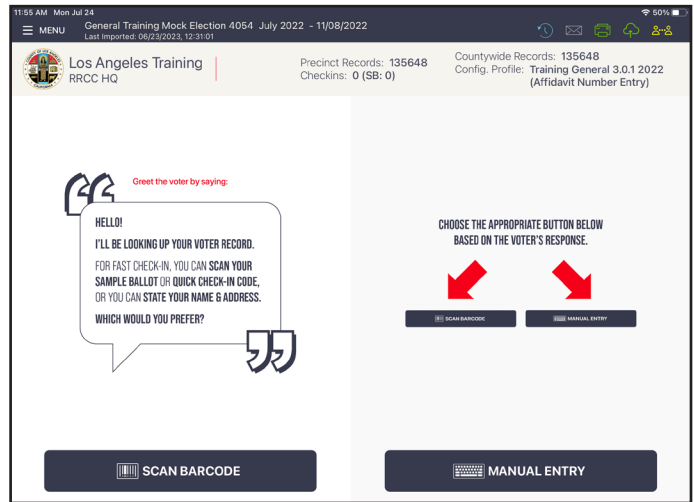 11:55 AM Mon Jul 24
50%
MENU
General Training Mock Election 4054 July 2022 - 11/08/2022
Last Imported: 06/23/2023, 12:31:01
Los Angeles Training
RRCC HQ
Precinct Records: 135648
Checkins: 0 (SB: 0)
Countywide Records: 135648
Config. Profile: Training General 3.0.1 2022
(Affidavit Number Entry)
Greet the voter by saying:
HELLO!
I'LL BE LOOKING UP YOUR VOTER RECORD.
FOR FAST CHECK-IN, YOU CAN SCAN YOUR
SAMPLE BALLOT OR QUICK CHECK-IN CODE,
OR YOU CAN STATE YOUR NAME & ADDRESS.
WHICH WOULD YOU PREFER?
CHOOSE THE APPROPRIATE BUTTON BELOW
BASED ON THE VOTER'S RESPONSE.
SCAN BARCODE
MANUAL ENTRY
SCAN BARCODE
MANUAL ENTRY